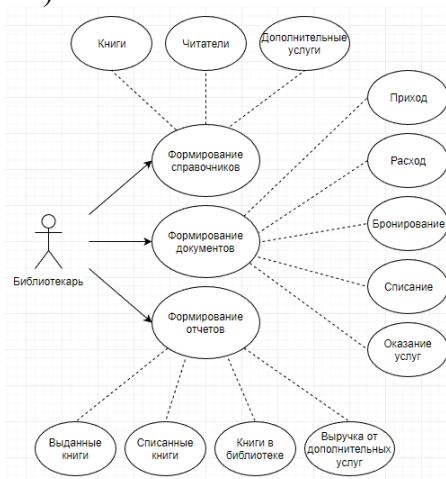 )
Книги
Читатели
Дополнительные
услуги
Приход
Формирование
справочников
Расход
Бронирование
Формирование
документов
Библиотекарь
Списание
Формирование
отчетов
Оказание
услуг
Выданные
книги
Списанные
книги
Книги в
библиотеке
Выручка от
дополнительных
услуг